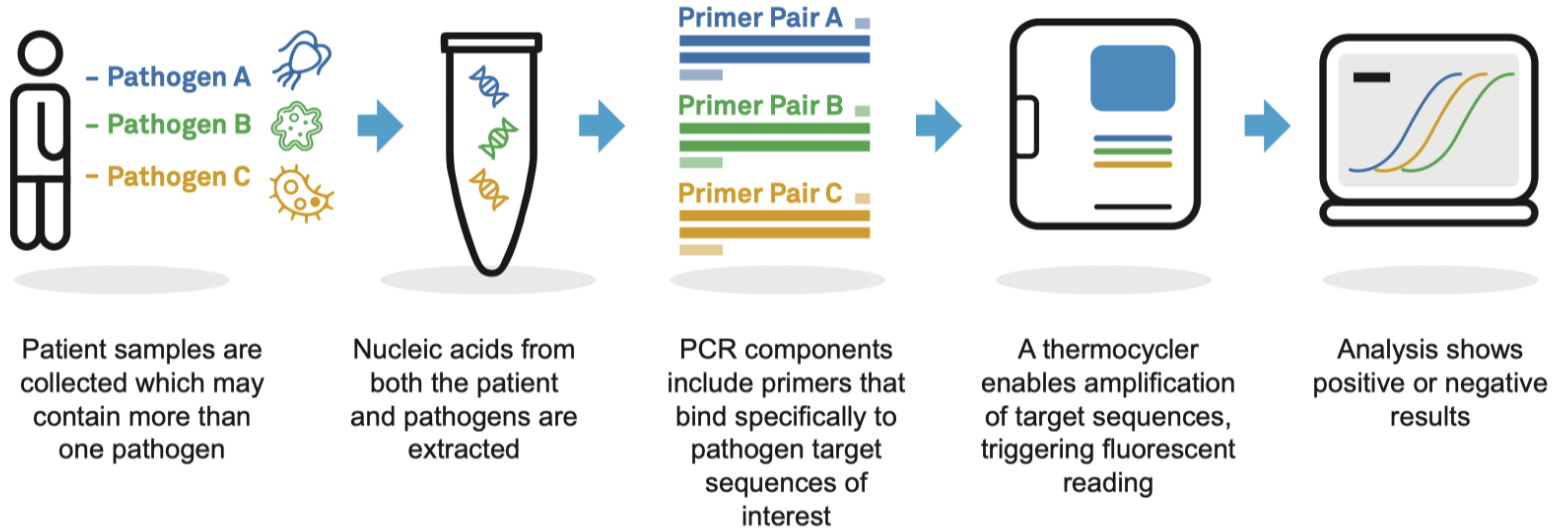 – Pathogen A
– Pathogen B
– Pathogen C
Primer Pair A
Primer Pair B
Primer Pair C
Patient samples are
collected which may
contain more than
one pathogen
Nucleic acids from
both the patient
and pathogens are
extracted
PCR components
include primers that
bind specifically to
pathogen target
sequences of
interest
A thermocycler
enables amplification
of target sequences,
triggering fluorescent
reading
Analysis shows
positive or negative
results